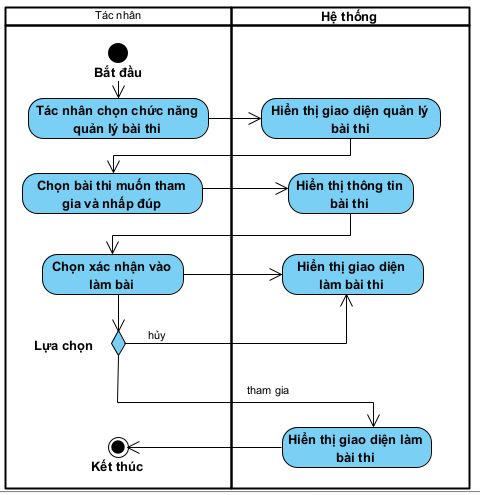 Tác nhân
Hệ thống
Bắt đầu
Tác nhân chọn chức năng
quản lý bài thi
Hiển thị giao diện quản lý
bài thi
Chọn bài thi muốn tham
gia và nhấp đúp
Hiển thị thông tin
bài thi
Chọn xác nhận vào
làm bài
Hiển thị giao diện
làm bài thi
Lựa chọn
hủy
tham gia
Hiển thị giao diện làm
bài thi
Kết thúc